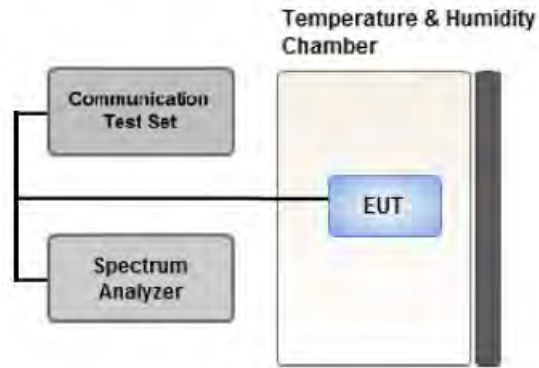 Temperature & Humidity
Chamber
Communication
Test Set
EUT
Spectrum
Analyzer